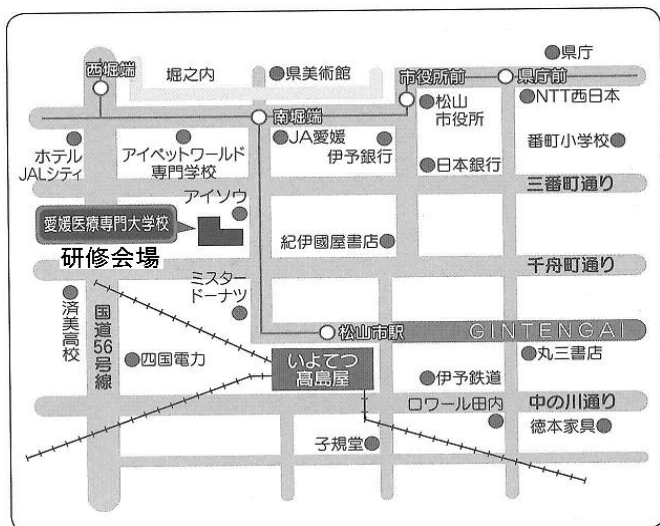 県庁
西堀端
堀之内
県美術館
市役所前
県庁前
NTT西日本
南堀端
松山
市役所
ホテル
JALシティ
アイペットワールド
専門学校
JA愛媛
伊予銀行
番町小学校
日本銀行
三番町通り
アイソウ
愛媛医療専門大学校
研修会場
紀伊國屋書店
千舟町通り
ミスター
ドーナツ
済美高校
国道56号線
松山市駅
GINTENGAI
四国電力
いよてつ
髙島屋
丸三書店
伊予鉄道
ロワール田内
中の川通り
徳本家具
子規堂